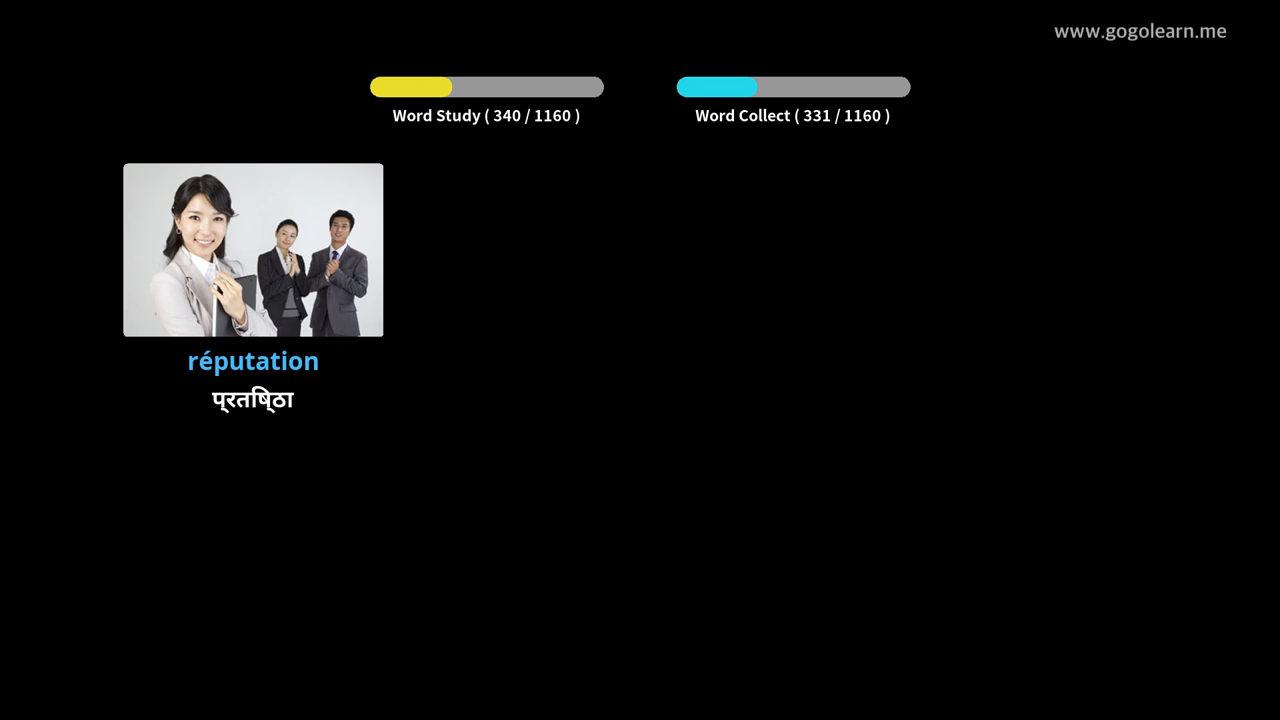 www.gogolearn.me
Word Study ( 340 / 1160 )
Word Collect ( 331 / 1160 )
réputation
प्रतिष्ठा